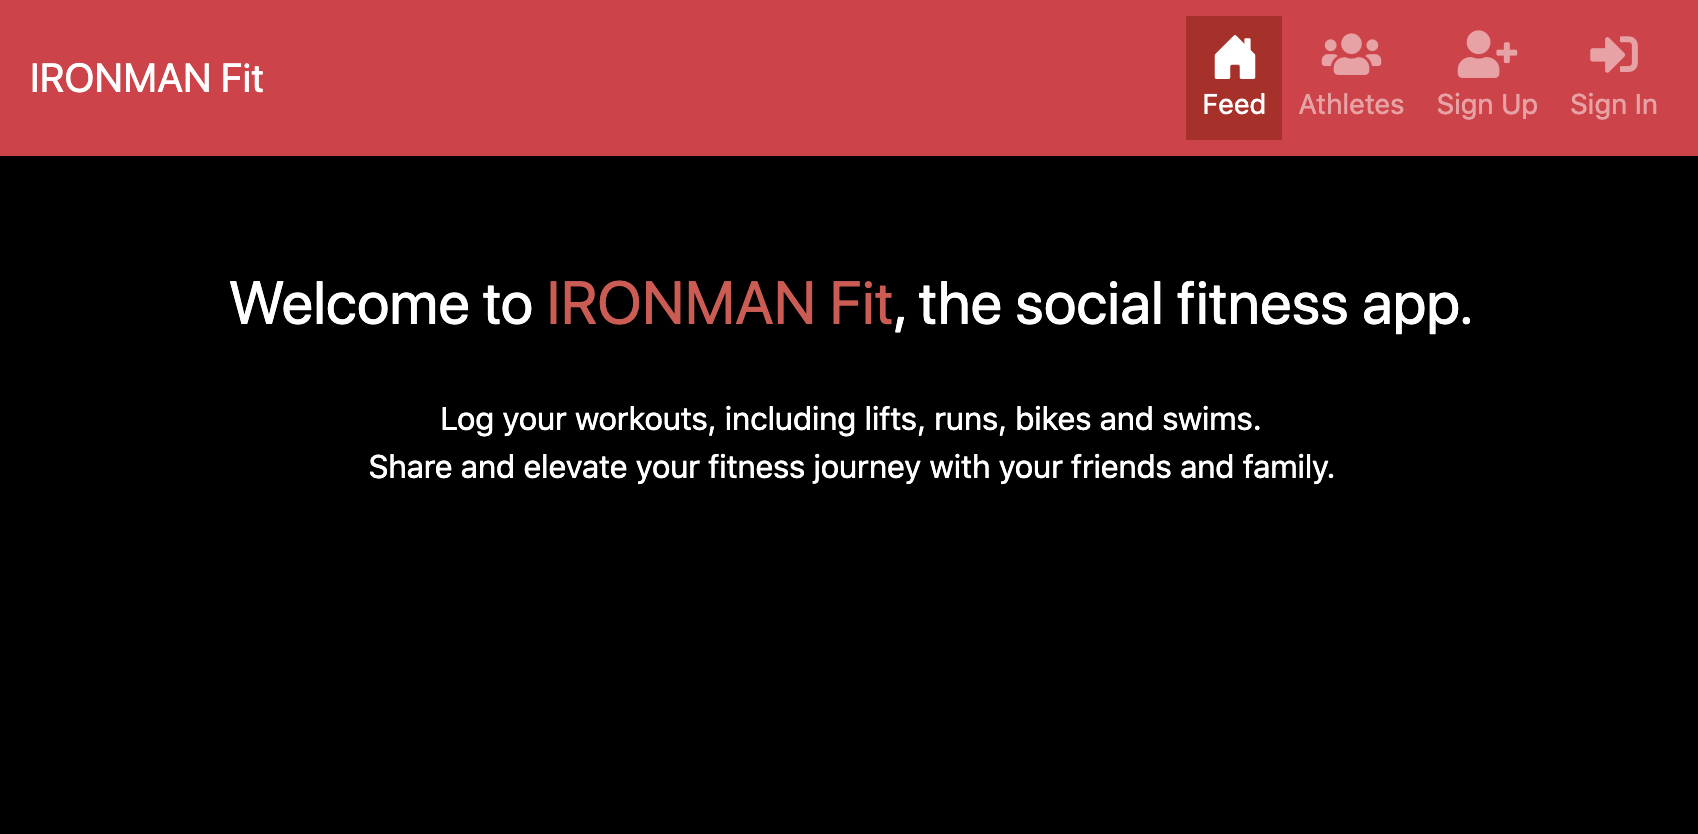 IRONMAN Fit
Feed
Athletes
Sign Up
Sign In
Welcome to IRONMAN Fit, the social fitness app.
Log your workouts, including lifts, runs, bikes and swims.
Share and elevate your fitness journey with your friends and family.